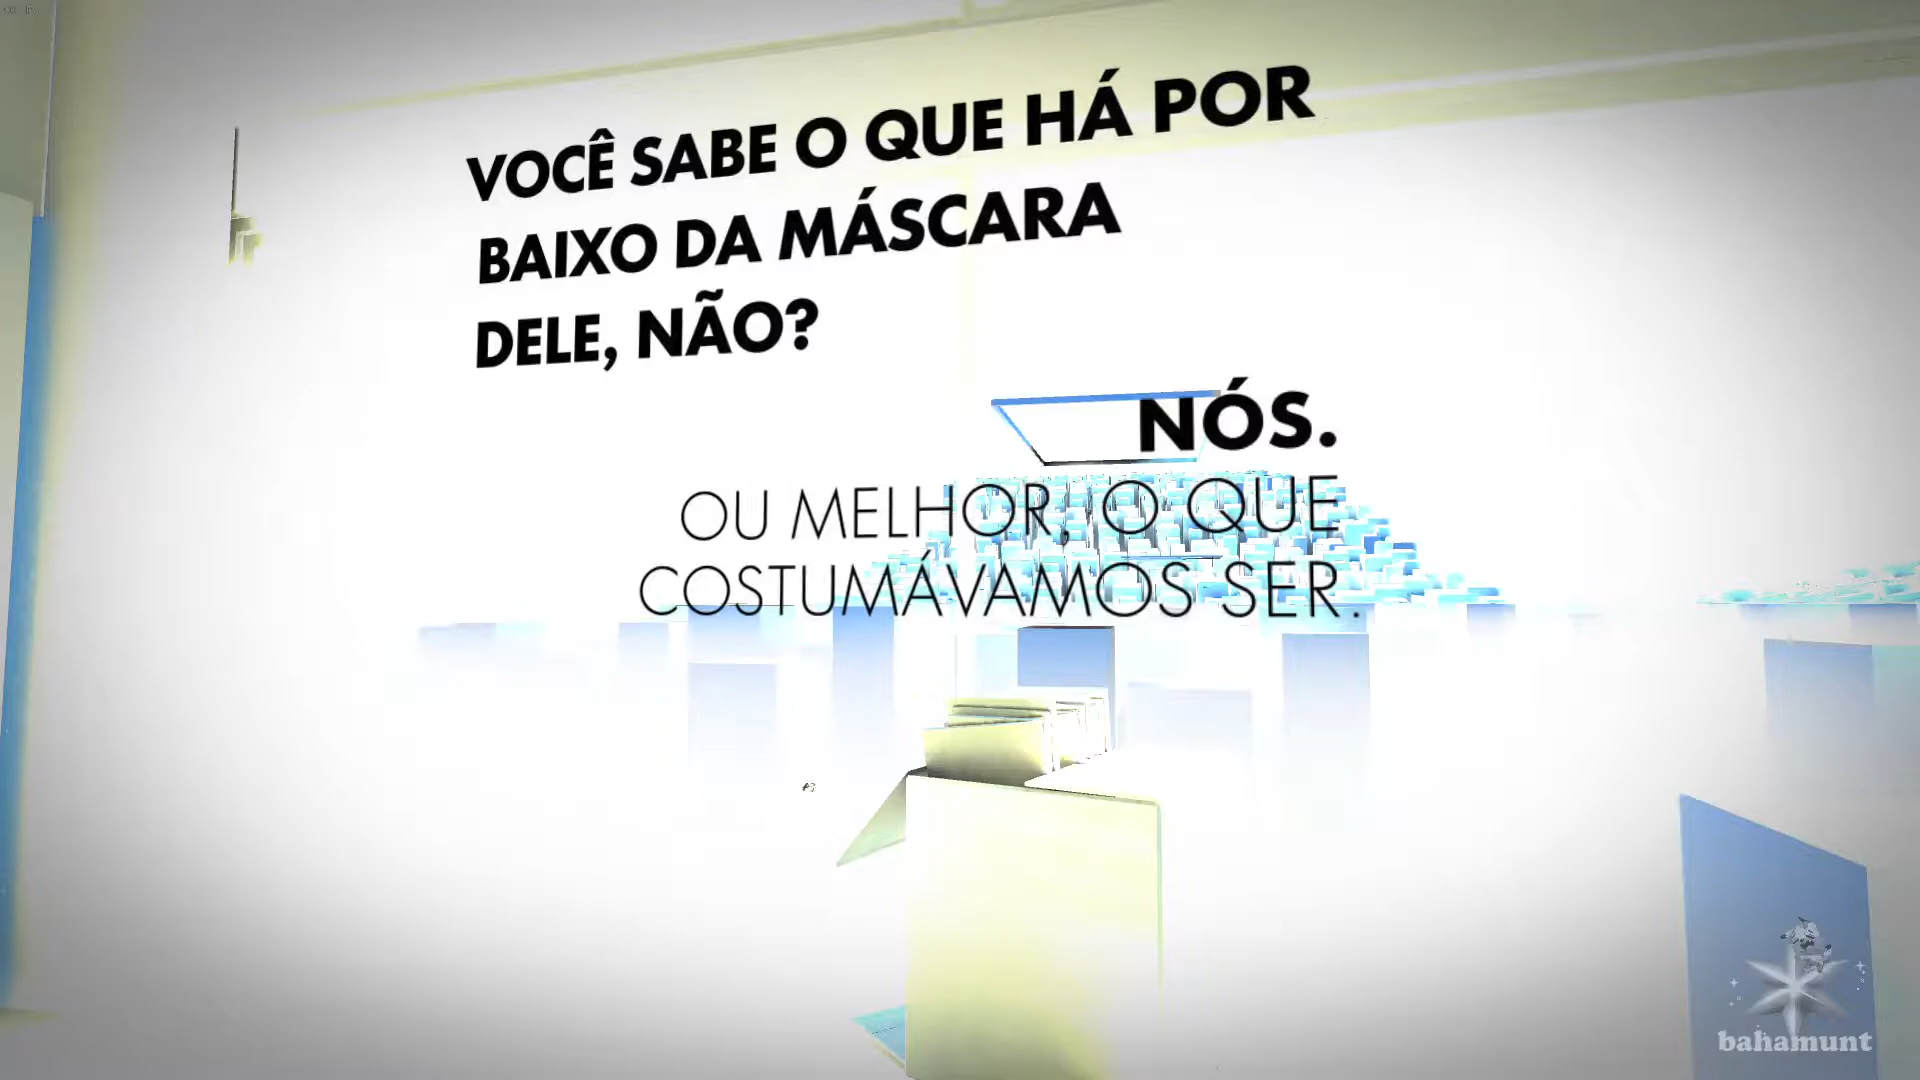 VOCÊ SABE O QUE HÁ POR
BAIXO DA MÁSCARA
DELE, NÃO?
NÓS.
OU MELHOR, O QUE
COSTUMÁVAMOS SER.
bahamunt